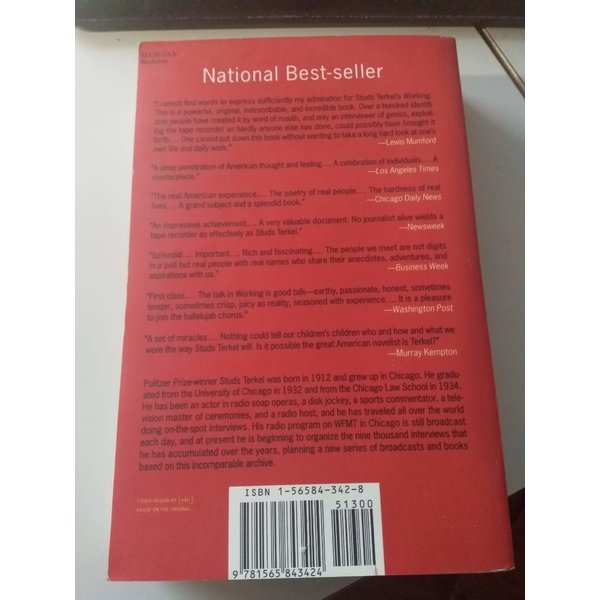 U.S.A.
National Best-seller
"I cannot find words to express sufficiently my admiration for Studs Terkel's Working.
This is a powerful, original, indescribable, and incredible book. Over a hundred identifi-
able people have created it by word of mouth, and only an interviewer of genius, exploit-
ing the tape recorder as hardly anyone else has done, could possibly have brought it
forth.... One cannot put down this book without wanting to take a long hard look at one's
own life and daily work."
—Lewis Mumford
"A deep penetration of American thought and feeling.... A celebration of individuals.... A
masterpiece."
—Los Angeles Times
"The real American experience.... The poetry of real people.... The hardness of real
lives.... A grand subject and a splendid book."
—Chicago Daily News
"An impressive achievement.... A very valuable document. No journalist alive wields a
tape recorder as effectively as Studs Terkel."
—Newsweek
"Splendid.... Important.... Rich and fascinating.... The people we meet are not digits
in a poll but real people with real names who share their anecdotes, adventures, and
aspirations with us."
—Business Week
"First class.... The talk in Working is good talk—earthy, passionate, honest, sometimes
tender, sometimes crisp, juicy as reality, seasoned with experience.... It is a pleasure
to join the hallelujah chorus."
—Washington Post
"A set of miracles.... Nothing could tell our children's children who and how and what we
were the way Studs Terkel will. Is it possible the great American novelist is Terkel?"
—Murray Kempton
Pulitzer Prize-winner Studs Terkel was born in 1912 and grew up in Chicago. He gradu-
ated from the University of Chicago in 1932 and from the Chicago Law School in 1934.
He has been an actor in radio soap operas, a disk jockey, a sports commentator, a tele-
vision master of ceremonies, and a radio host, and he has traveled all over the world
doing on-the-spot interviews. His radio program on WFMT in Chicago is still broadcast
each day, and at present he is beginning to organize the nine thousand interviews that
he has accumulated over the years, planning a new series of broadcasts and books
based on this incomparable archive.
COVER DESIGN BY
BASED ON THE ORIGINAL
ISBN 1-56584-342-8
51300
9 781565 843424